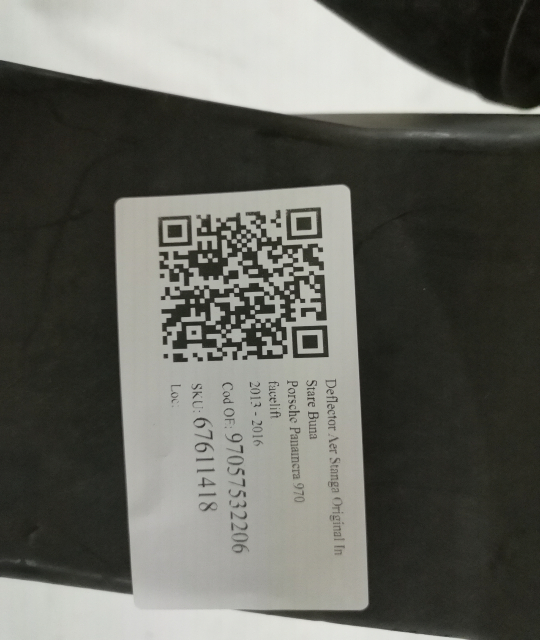 Deflector Aer Stanga Original In
Stare Buna
Porsche Panamera 970
facelift
2013 - 2016
Cod OE: 97057532206
SKU: 67611418
Loc: